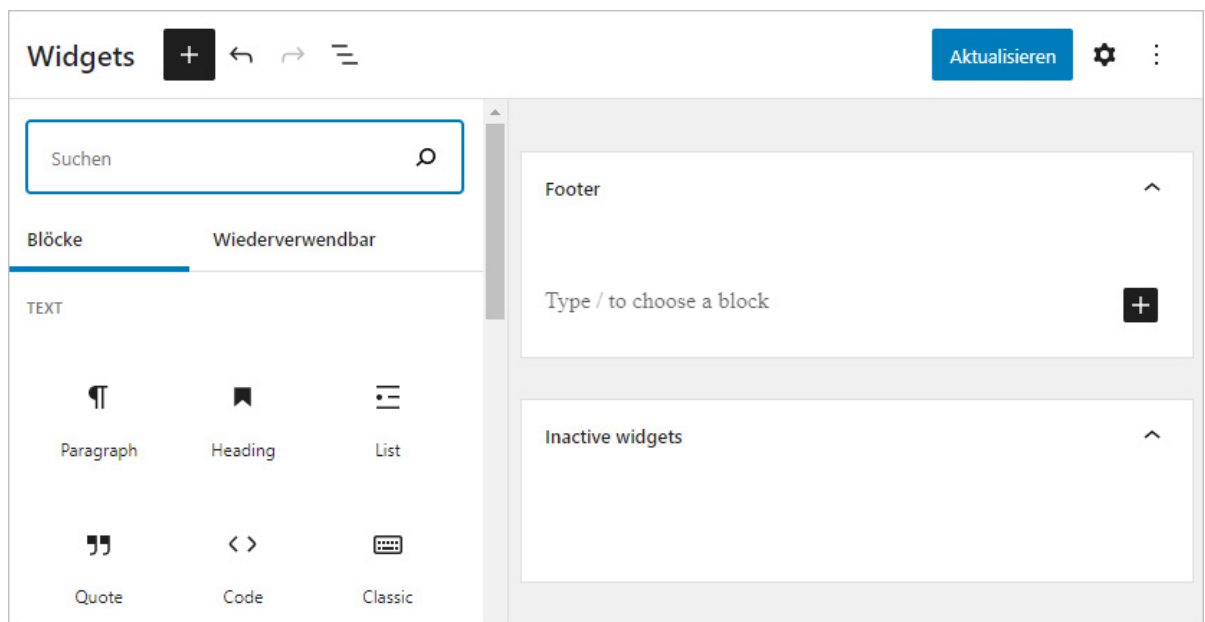 Widgets
Aktualisieren
Suchen
Blöcke Wiederverwendbar
TEXT
Paragraph Heading List
Quote Code Classic
Footer
Type / to choose a block
Inactive widgets